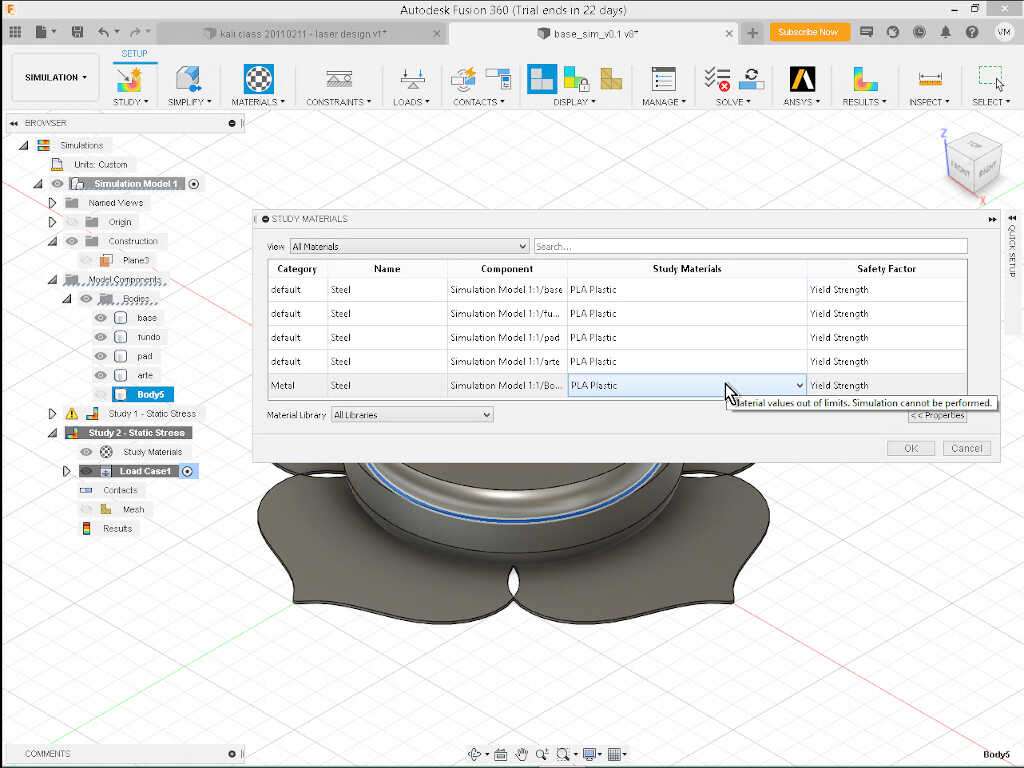 Autodesk Fusion 360 (Trial ends in 22 days)
kali class 20110211 - laser design v1*
base_sim_v0.1 v8*
Subscribe Now
VM
SETUP
SIMULATION
STUDY
SIMPLIFY
MATERIALS
CONSTRAINTS
LOADS
CONTACTS
DISPLAY
MANAGE
SOLVE
ANSYS
RESULTS
INSPECT
SELECT
BROWSER
Simulations
Units: Custom
Simulation Model 1
Named Views
Origin
Construction
Plane3
Model Components
Bodies
base
fundo
pad
arte
Body5
Study 1 - Static Stress
Study 2 - Static Stress
Study Materials
Load Case1
Contacts
Mesh
Results
Z
TOP
FRONT
RIGHT
X
QUICK SETUP
STUDY MATERIALS
View All Materials Search...
Category Name Component Study Materials Safety Factor
default Steel Simulation Model 1:1/base PLA Plastic Yield Strength
default Steel Simulation Model 1:1/fu... PLA Plastic Yield Strength
default Steel Simulation Model 1:1/pad PLA Plastic Yield Strength
default Steel Simulation Model 1:1/arte PLA Plastic Yield Strength
Metal Steel Simulation Model 1:1/Bo... PLA Plastic Yield Strength
aterial values out of limits. Simulation cannot be performed.
Material Library All Libraries
<< Properties
OK Cancel
COMMENTS
Body5